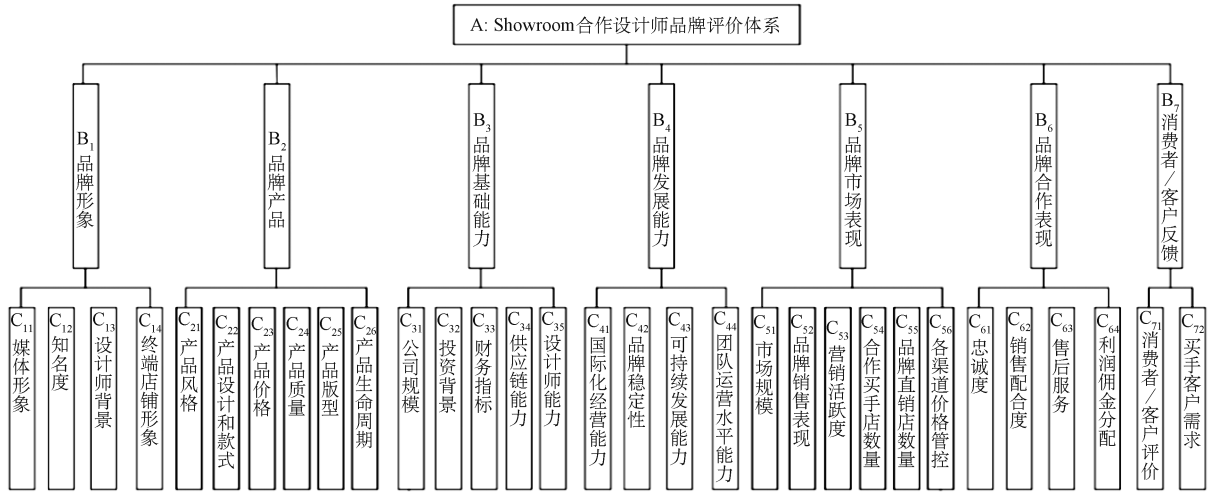 A: Showroom合作设计师品牌评价体系
B₁品牌形象
B₂品牌产品
B₃品牌基础能力
B₄品牌发展能力
B₅品牌市场表现
B₆品牌合作表现
B₇消费者/客户反馈
C₁₁媒体形象
C₁₂知名度
C₁₃设计师背景
C₁₄终端店铺形象
C₂₁产品风格
C₂₂产品设计和款式
C₂₃产品价格
C₂₄产品质量
C₂₅产品版型
C₂₆产品生命周期
C₃₁公司规模
C₃₂投资背景
C₃₃财务指标
C₃₄供应链能力
C₃₅设计师能力
C₄₁国际化经营能力
C₄₂品牌稳定性
C₄₃可持续发展能力
C₄₄团队运营水平能力
C₅₁市场规模
C₅₂品牌销售表现
C₅₃营销活跃度
C₅₄合作买手店数量
C₅₅品牌直销店数量
C₅₆各渠道价格管控
C₆₁忠诚度
C₆₂销售配合度
C₆₃售后服务
C₆₄利润佣金分配
C₇₁消费者/客户评价
C₇₂买手客户需求